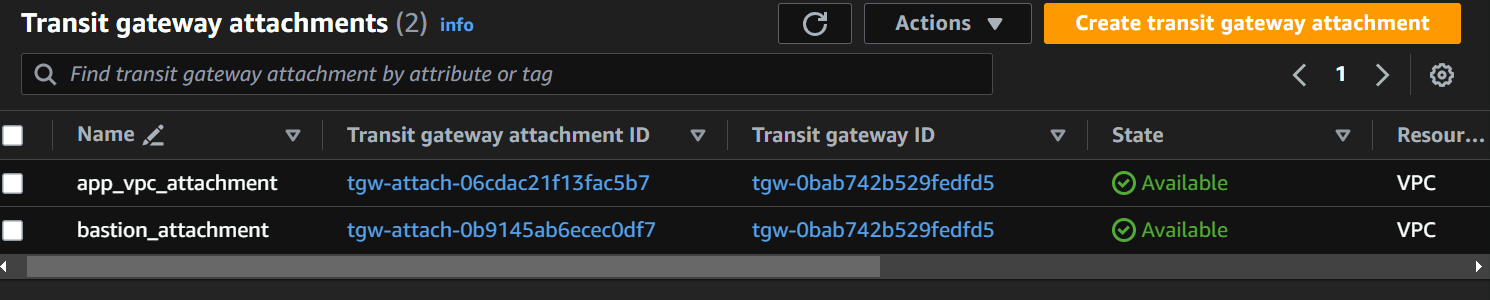 Transit gateway attachments (2) info
Actions
Create transit gateway attachment
Find transit gateway attachment by attribute or tag
1
Name Transit gateway attachment ID Transit gateway ID State Resour...
app_vpc_attachment tgw-attach-06cdac21f13fac5b7 tgw-0bab742b529fedfd5 Available VPC
bastion_attachment tgw-attach-0b9145ab6ecec0df7 tgw-0bab742b529fedfd5 Available VPC